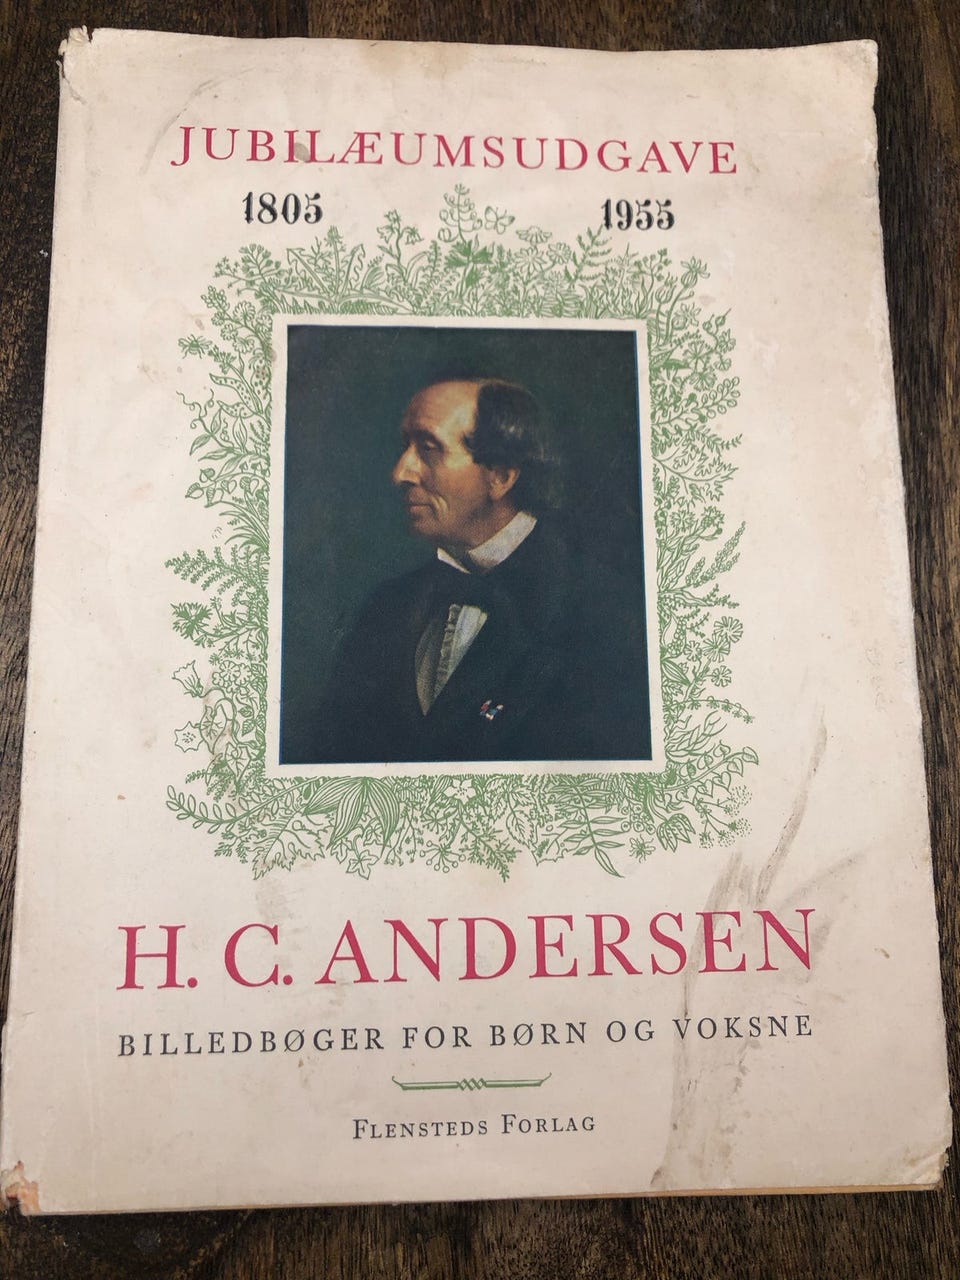 JUBILÆUMSUDGAVE
1805 1955
H. C. ANDERSEN
BILLEDBØGER FOR BØRN OG VOKSNE
FLENSTEDS FORLAG